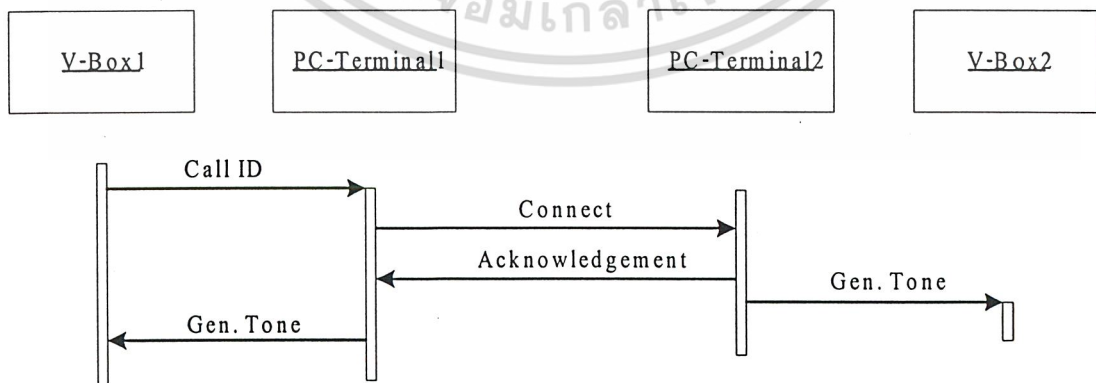 V-Box1
PC-Terminal1
PC-Terminal2
V-Box2
Call ID
Connect
Acknowledgement
Gen. Tone
Gen. Tone